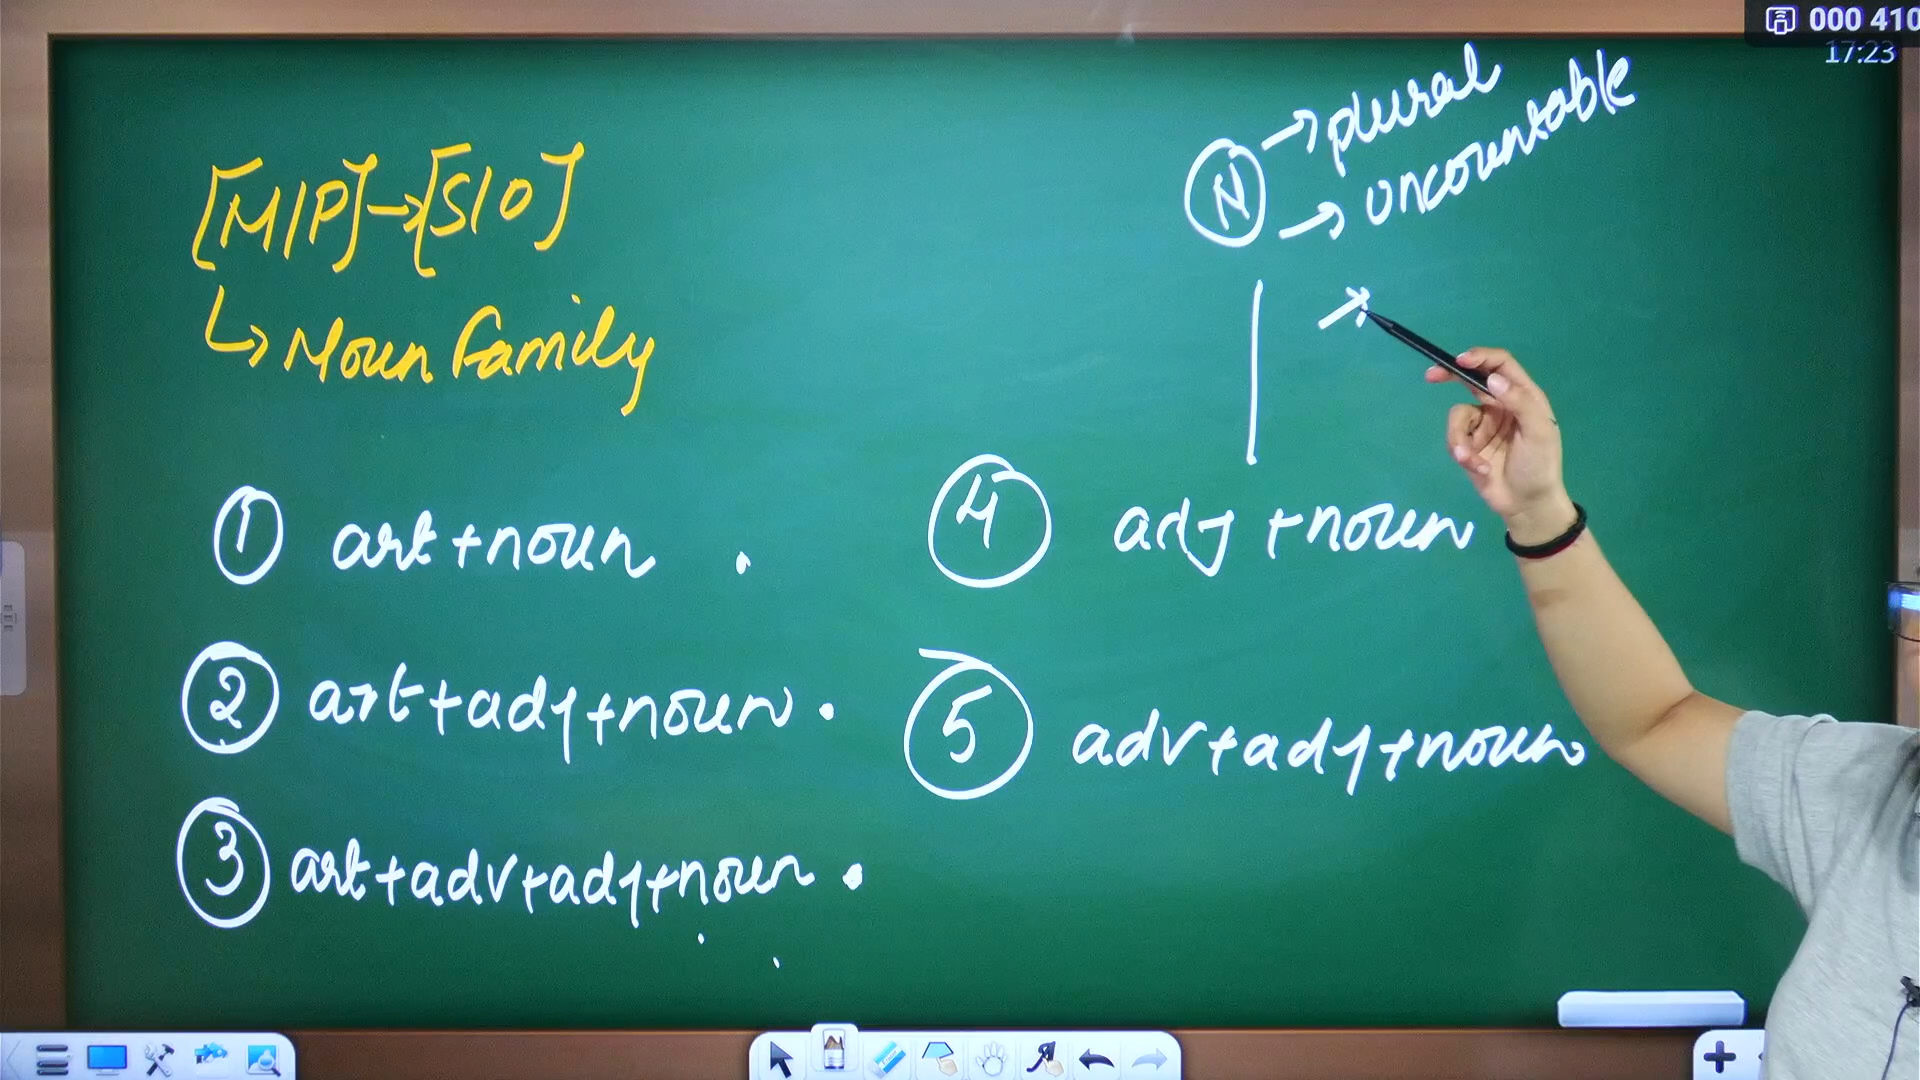 000 410
17:23
[M/P]→[S/O]
↳ Noun family
(N) → plural
→ uncountable
① art+noun .
② art+adj+noun .
③ art+adv+adj+noun .
④ adj +noun
⑤ adv+adj+noun